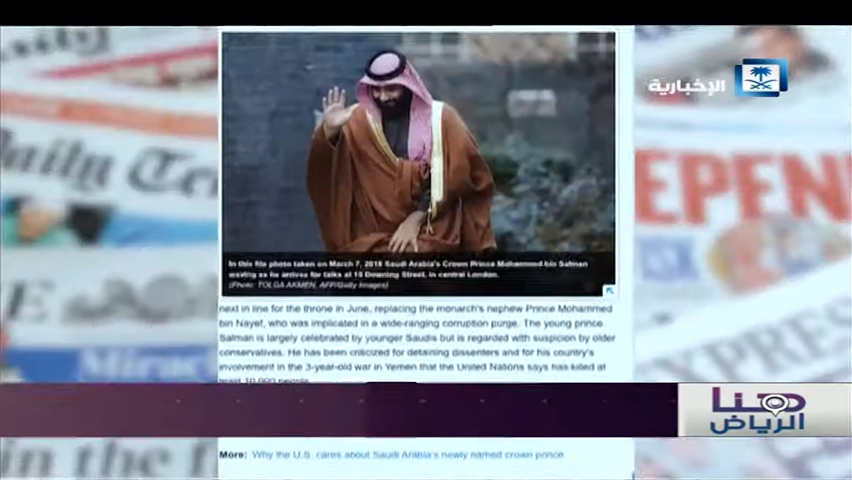 الإخبارية
Daily Te
EPEN
In this file photo taken on March 7, 2018 Saudi Arabia's Crown Prince Mohammed bin Salman
waving as he arrives for talks at 10 Downing Street, in central London.
(Photo: TOLGA AKMEN, AFP/Getty Images)
next in line for the throne in June, replacing the monarch's nephew Prince Mohammed
bin Nayef, who was implicated in a wide-ranging corruption purge. The young prince
Salman is largely celebrated by younger Saudis but is regarded with suspicion by older
conservatives. He has been criticized for detaining dissenters and for his country's
involvement in the 3-year-old war in Yemen that the United Nations says has killed at
least 10,000 people.
EXPRESS
Mirac
هنا
الرياض
in the f
More: Why the U.S. cares about Saudi Arabia's newly named crown prince